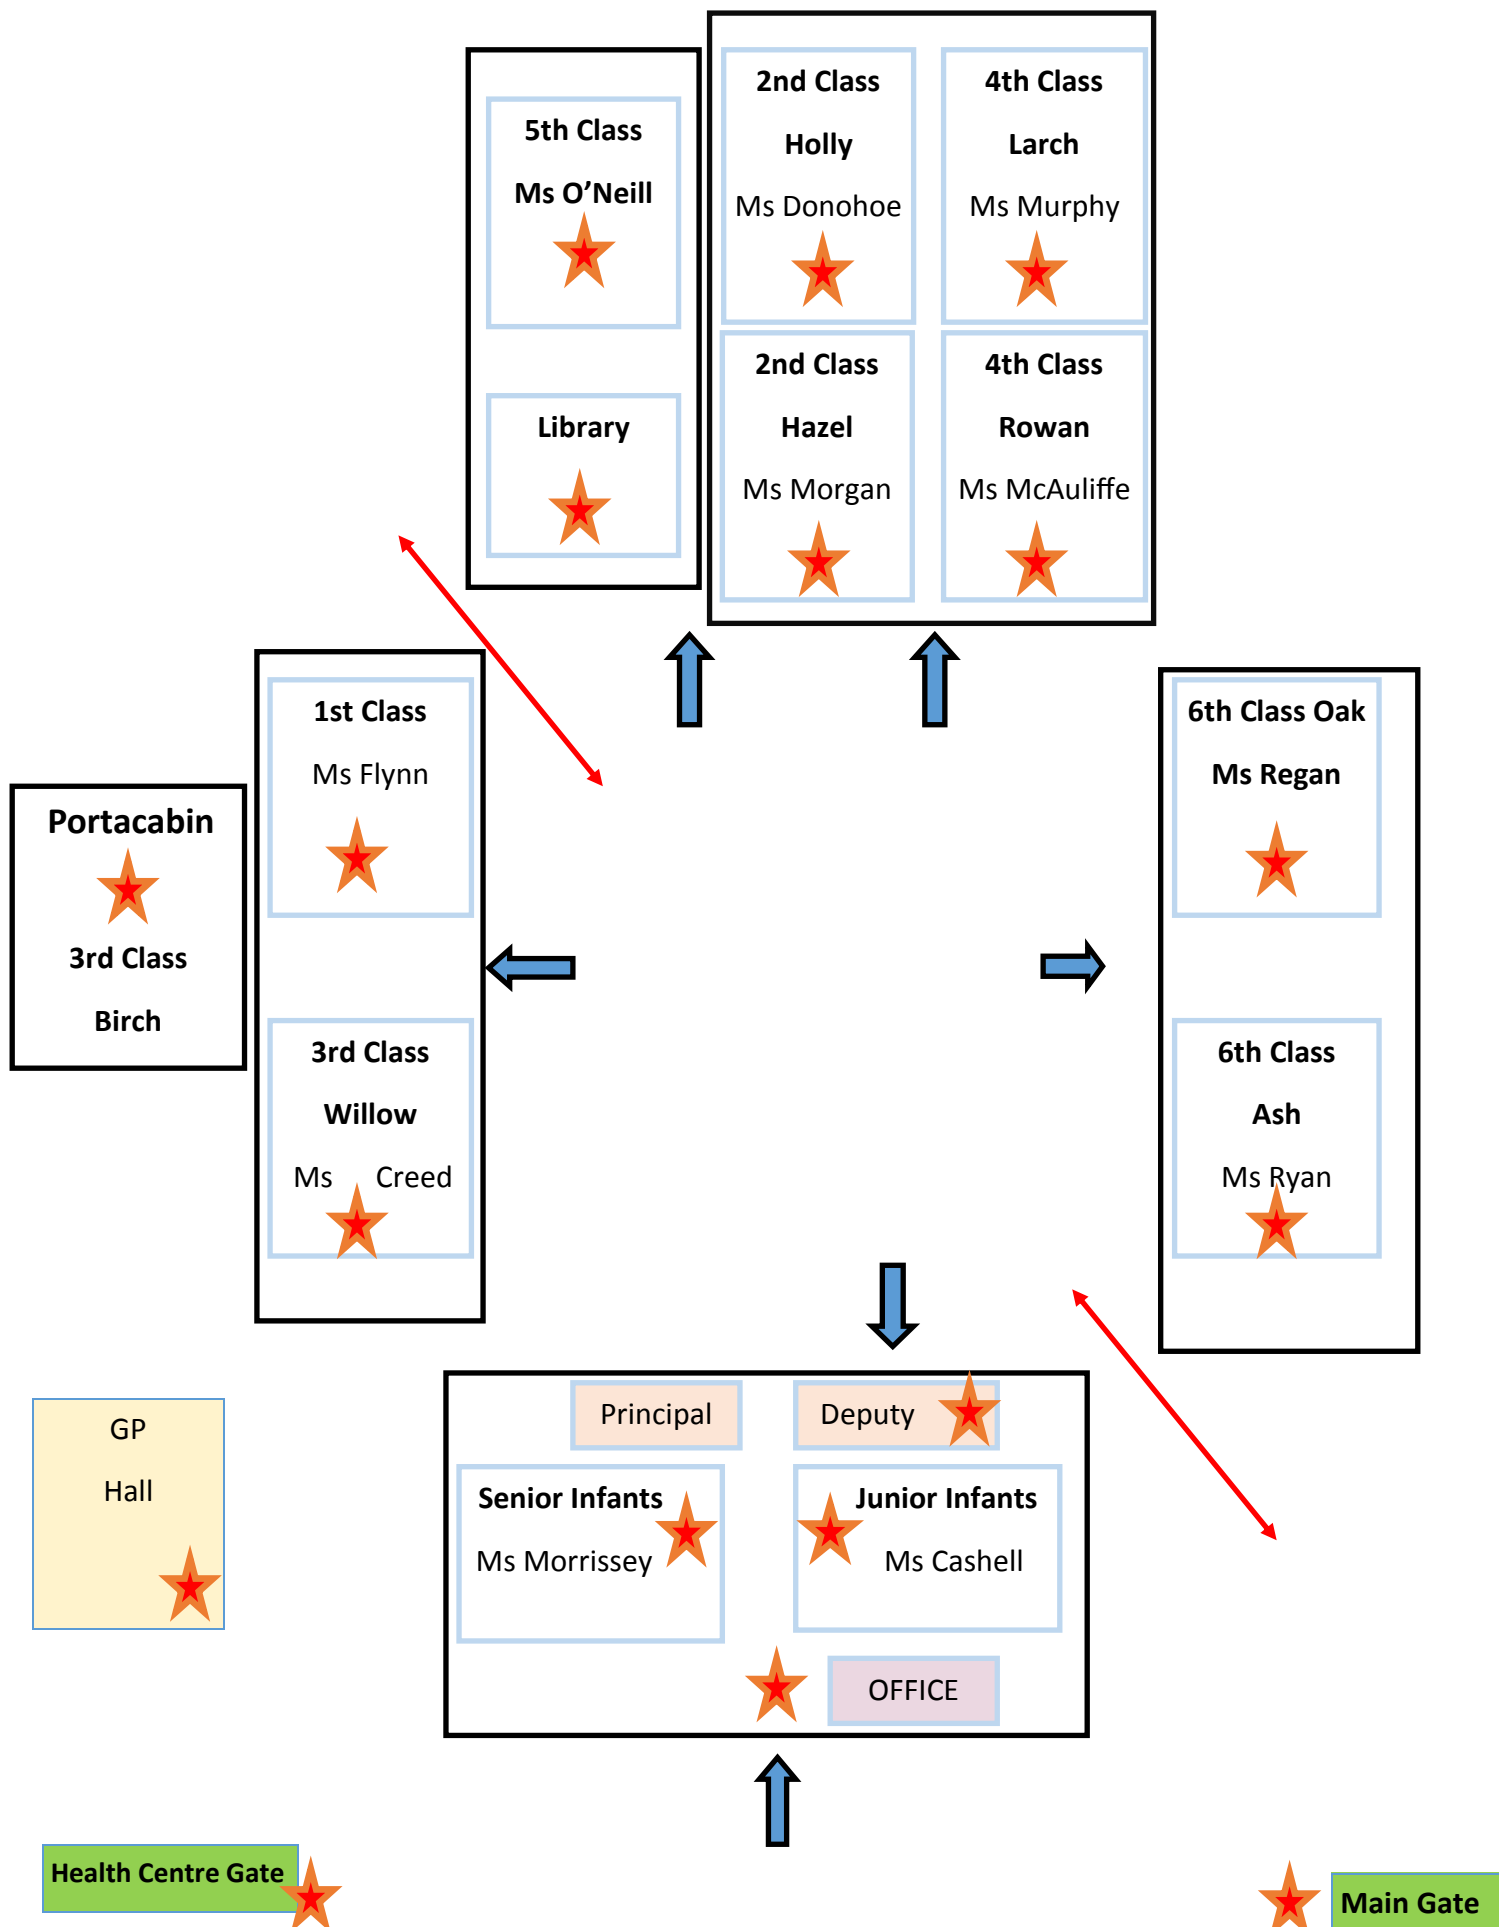 5th Class
Ms O’Neill
Library
2nd Class
Holly
Ms Donohoe
4th Class
Larch
Ms Murphy
2nd Class
Hazel
Ms Morgan
4th Class
Rowan
Ms McAuliffe
Portacabin
3rd Class
Birch
1st Class
Ms Flynn
3rd Class
Willow
Ms Creed
6th Class Oak
Ms Regan
6th Class
Ash
Ms Ryan
GP
Hall
Principal
Deputy
Senior Infants
Ms Morrissey
Junior Infants
Ms Cashell
OFFICE
Health Centre Gate
Main Gate